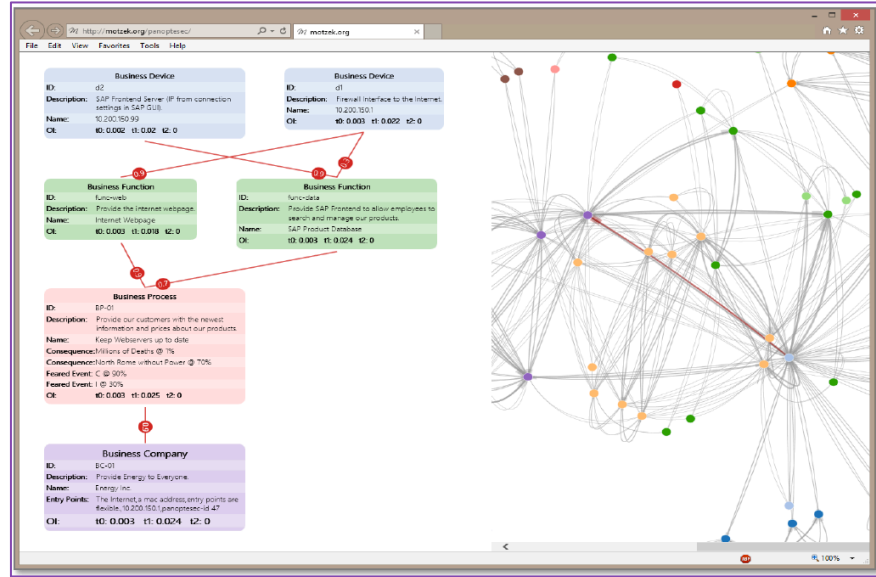 http://motzek.org/panoptesec/
motzek.org
File Edit View Favorites Tools Help
Business Device
ID: d2
Description: SAP Frontend Server (IP from connection
settings in SAP GUI).
Name: 10.200.150.99
OI: t0: 0.002 t1: 0.02 t2: 0
Business Device
ID: d1
Description: Firewall Interface to the Internet.
Name: 10.200.150.1
OI: t0: 0.003 t1: 0.022 t2: 0
0.9
Business Function
ID: func-web
Description: Provide the internet webpage.
Name: Internet Webpage
OI: t0: 0.003 t1: 0.018 t2: 0
Business Function
ID: func-data
Description: Provide SAP Frontend to allow employees to
search and manage our products.
Name: SAP Product Database
OI: t0: 0.003 t1: 0.024 t2: 0
0.7
Business Process
ID: BP-01
Description: Provide our customers with the newest
information and prices about our products.
Name: Keep Webservers up to date
Consequence: Millions of Deaths @ 1%
Consequence: North Rome without Power @ 70%
Feared Event: C @ 90%
Feared Event: I @ 30%
OI: t0: 0.003 t1: 0.025 t2: 0
Business Company
ID: BC-01
Description: Provide Energy to Everyone.
Name: Energy Inc.
Entry Points: The Internet,a mac address,entry points are
flexible, 10.200.150.1,panoptesec-id 47
OI: t0: 0.003 t1: 0.024 t2: 0
100%